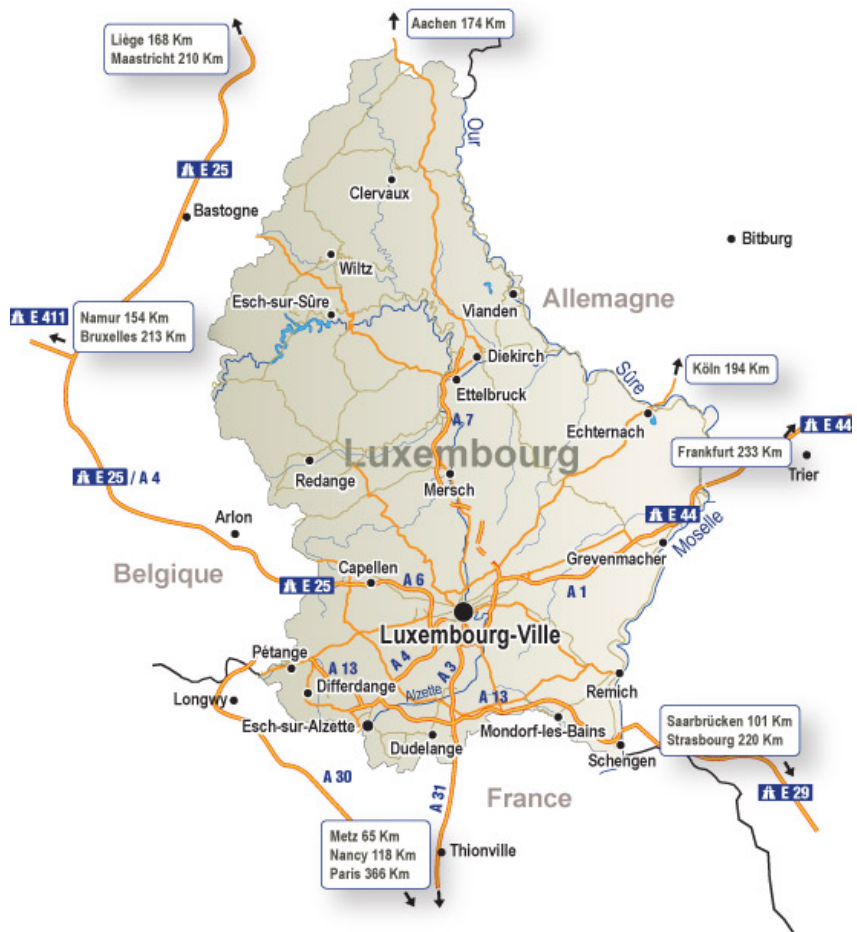 Aachen 174 Km
Liège 168 Km
Maastricht 210 Km
Our
E 25
Clervaux
Bastogne
Bitburg
Wiltz
Allemagne
Esch-sur-Sûre
Vianden
E 411
Namur 154 Km
Bruxelles 213 Km
Diekirch
Sûre
Köln 194 Km
Ettelbruck
A 7
Echternach
E 44
Luxembourg
Frankfurt 233 Km
Trier
E 25 / A 4
Redange
Mersch
Arlon
E 44
Moselle
Grevenmacher
Belgique
Capellen
E 25
A 6
A 1
Luxembourg-Ville
Pétange
A 13
A 4
A 3
Remich
Differdange
Alzette
A 13
Longwy
Esch-sur-Alzette
Mondorf-les-Bains
Saarbrücken 101 Km
Strasbourg 220 Km
Dudelange
Schengen
A 30
A 31
France
E 29
Metz 65 Km
Nancy 118 Km
Paris 366 Km
Thionville